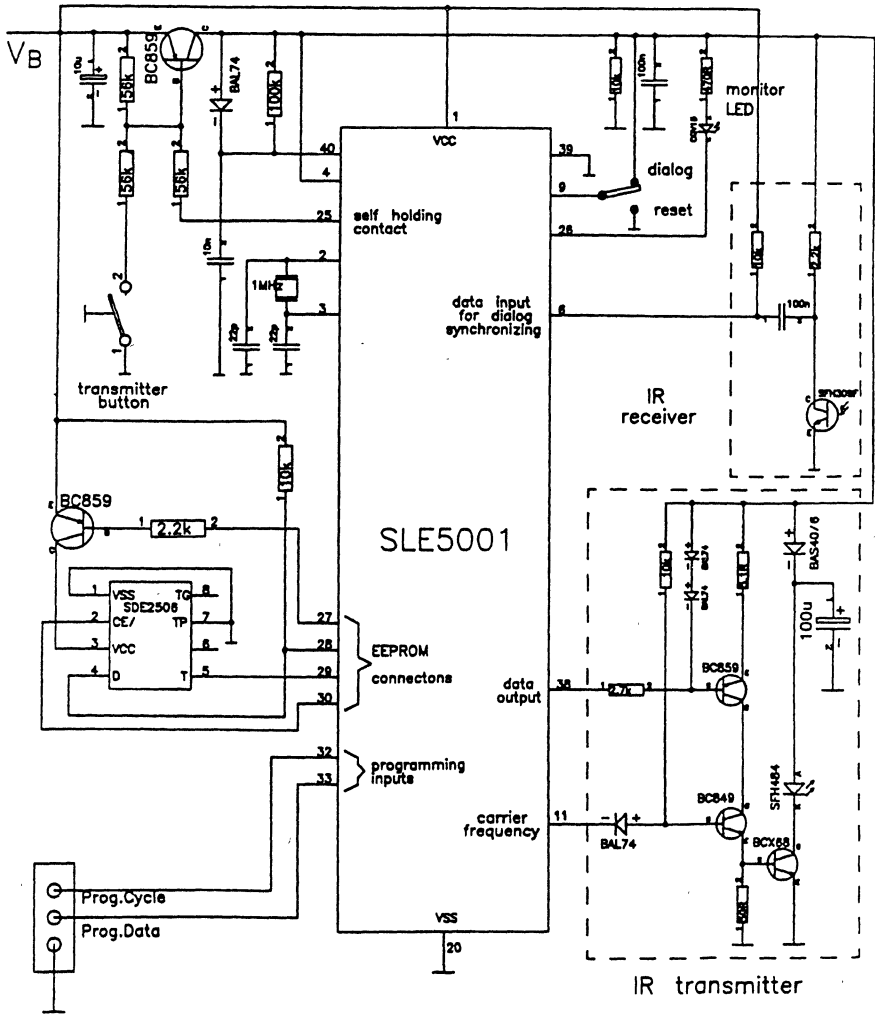 VB
10u
56k
BC859
BAL74
100k
10k
100n
470R
monitor
LED
1
VCC
40
4
25
2
3
39
9
26
6
dialog
reset
56k
56k
self holding
contact
10n
1MHz
22p
22p
data input
for dialog
synchronizing
10k
2.2k
100n
IR
receiver
transmitter
button
10k
BC859
2.2k
SLE5001
VSS
CE/
VCC
D
SDE2506
TG
TP
T
1
2
3
4
8
7
6
5
27
28
29
30
EEPROM
connectons
32
33
programming
inputs
data
output
38
2.7k
10k
BAL74
BAL74
BAS40/6
100u
BC859
carrier
frequency
11
BAL74
BC849
SFH484
BCX68
Prog.Cycle
Prog.Data
VSS
20
IR transmitter